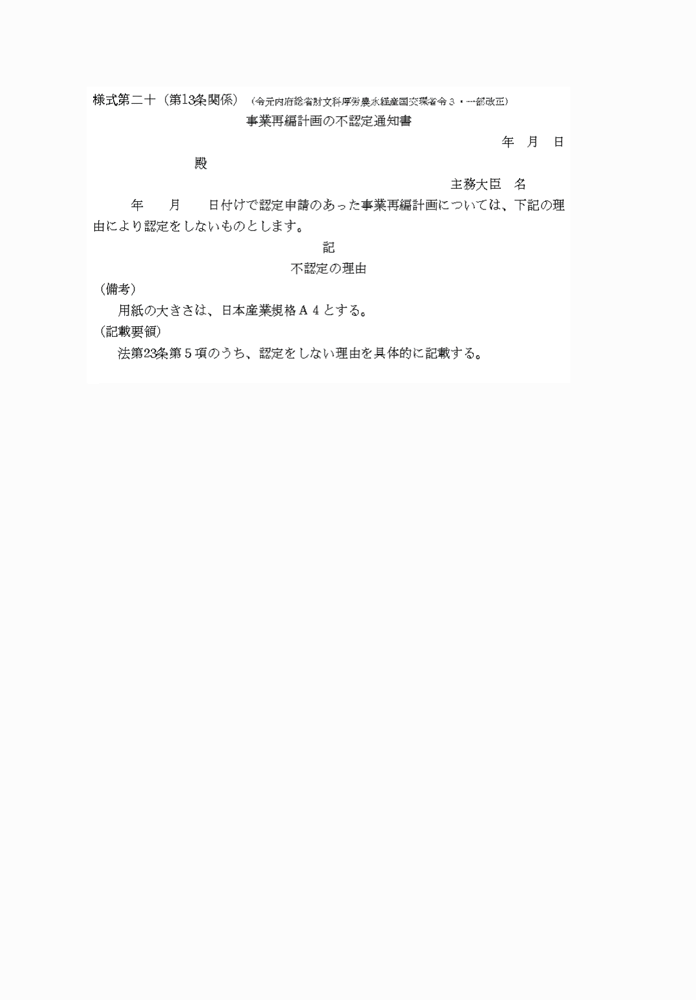 様式第二十（第13条関係）（令元内府総省財文科厚労農水経産国交環省令３・一部改正）
事業再編計画の不認定通知書
年　月　日
殿
主務大臣　名
年　　月　　日付けで認定申請のあった事業再編計画については、下記の理
由により認定をしないものとします。
記
不認定の理由
（備考）
用紙の大きさは、日本産業規格Ａ４とする。
（記載要領）
法第23条第５項のうち、認定をしない理由を具体的に記載する。